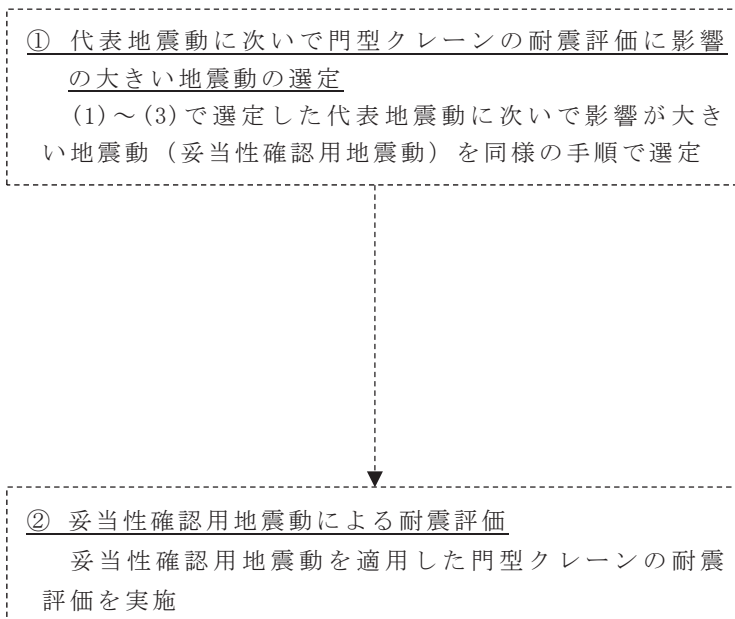 ① 代表地震動に次いで門型クレーンの耐震評価に影響
の大きい地震動の選定
(1)～(3)で選定した代表地震動に次いで影響が大き
い地震動（妥当性確認用地震動）を同様の手順で選定
② 妥当性確認用地震動による耐震評価
妥当性確認用地震動を適用した門型クレーンの耐震
評価を実施